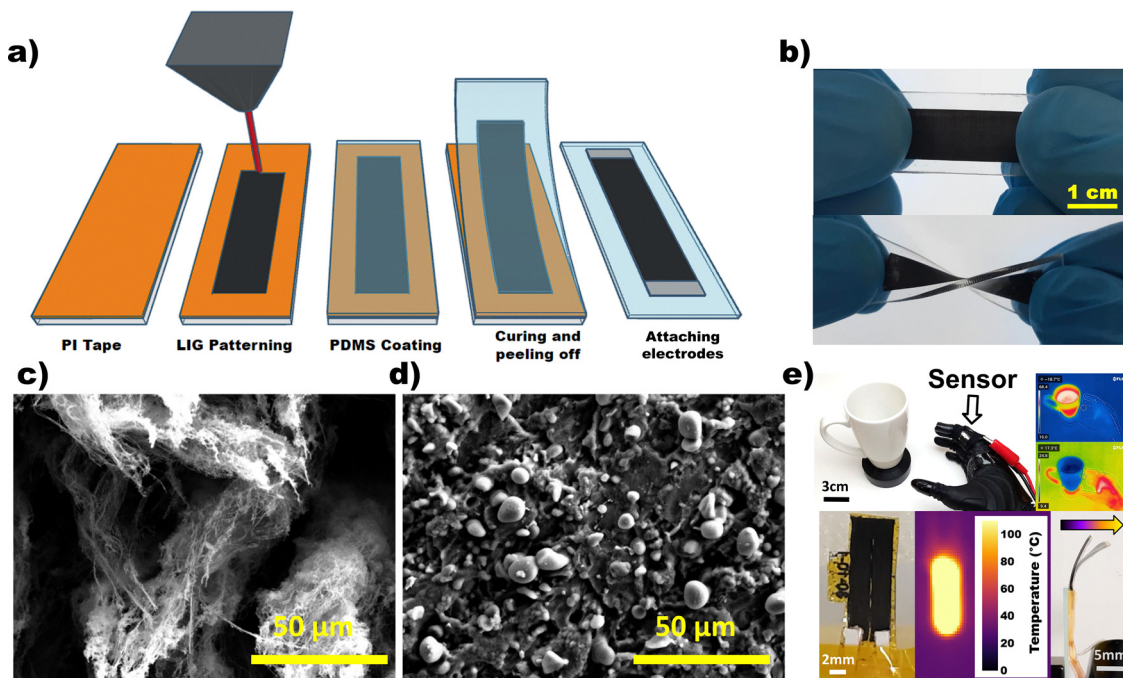 a)
PI Tape
LIG Patterning
PDMS Coating
Curing and
peeling off
Attaching
electrodes
b)
1 cm
c)
50 μm
d)
50 μm
e)
Sensor
3cm
2mm
100
80
60
40
20
0
Temperature (°C)
5mm